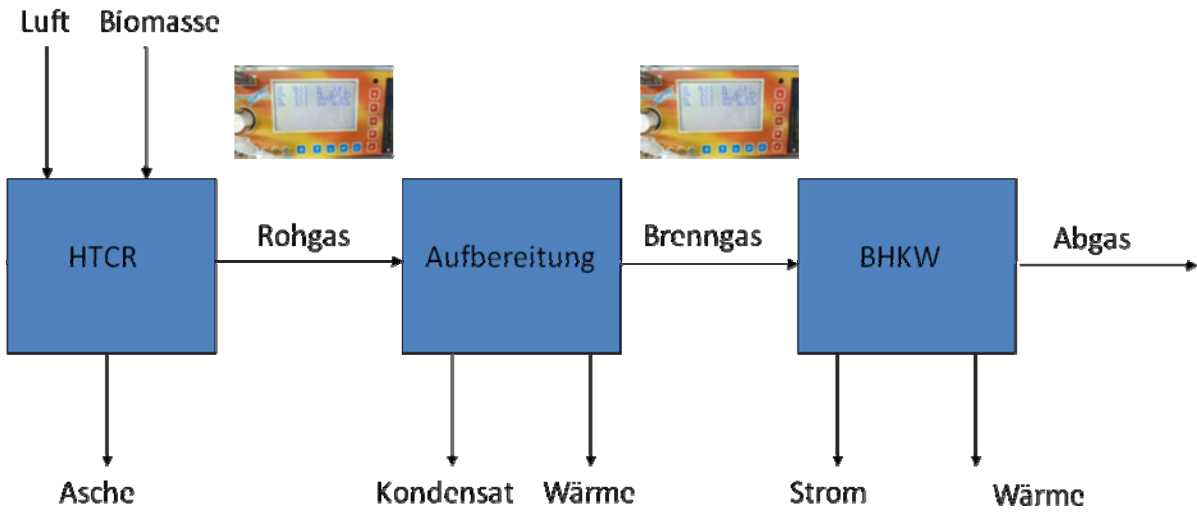 Luft Biomasse
HTCR
Rohgas
Aufbereitung
Brenngas
BHKW
Abgas
Asche
Kondensat Wärme
Strom
Wärme